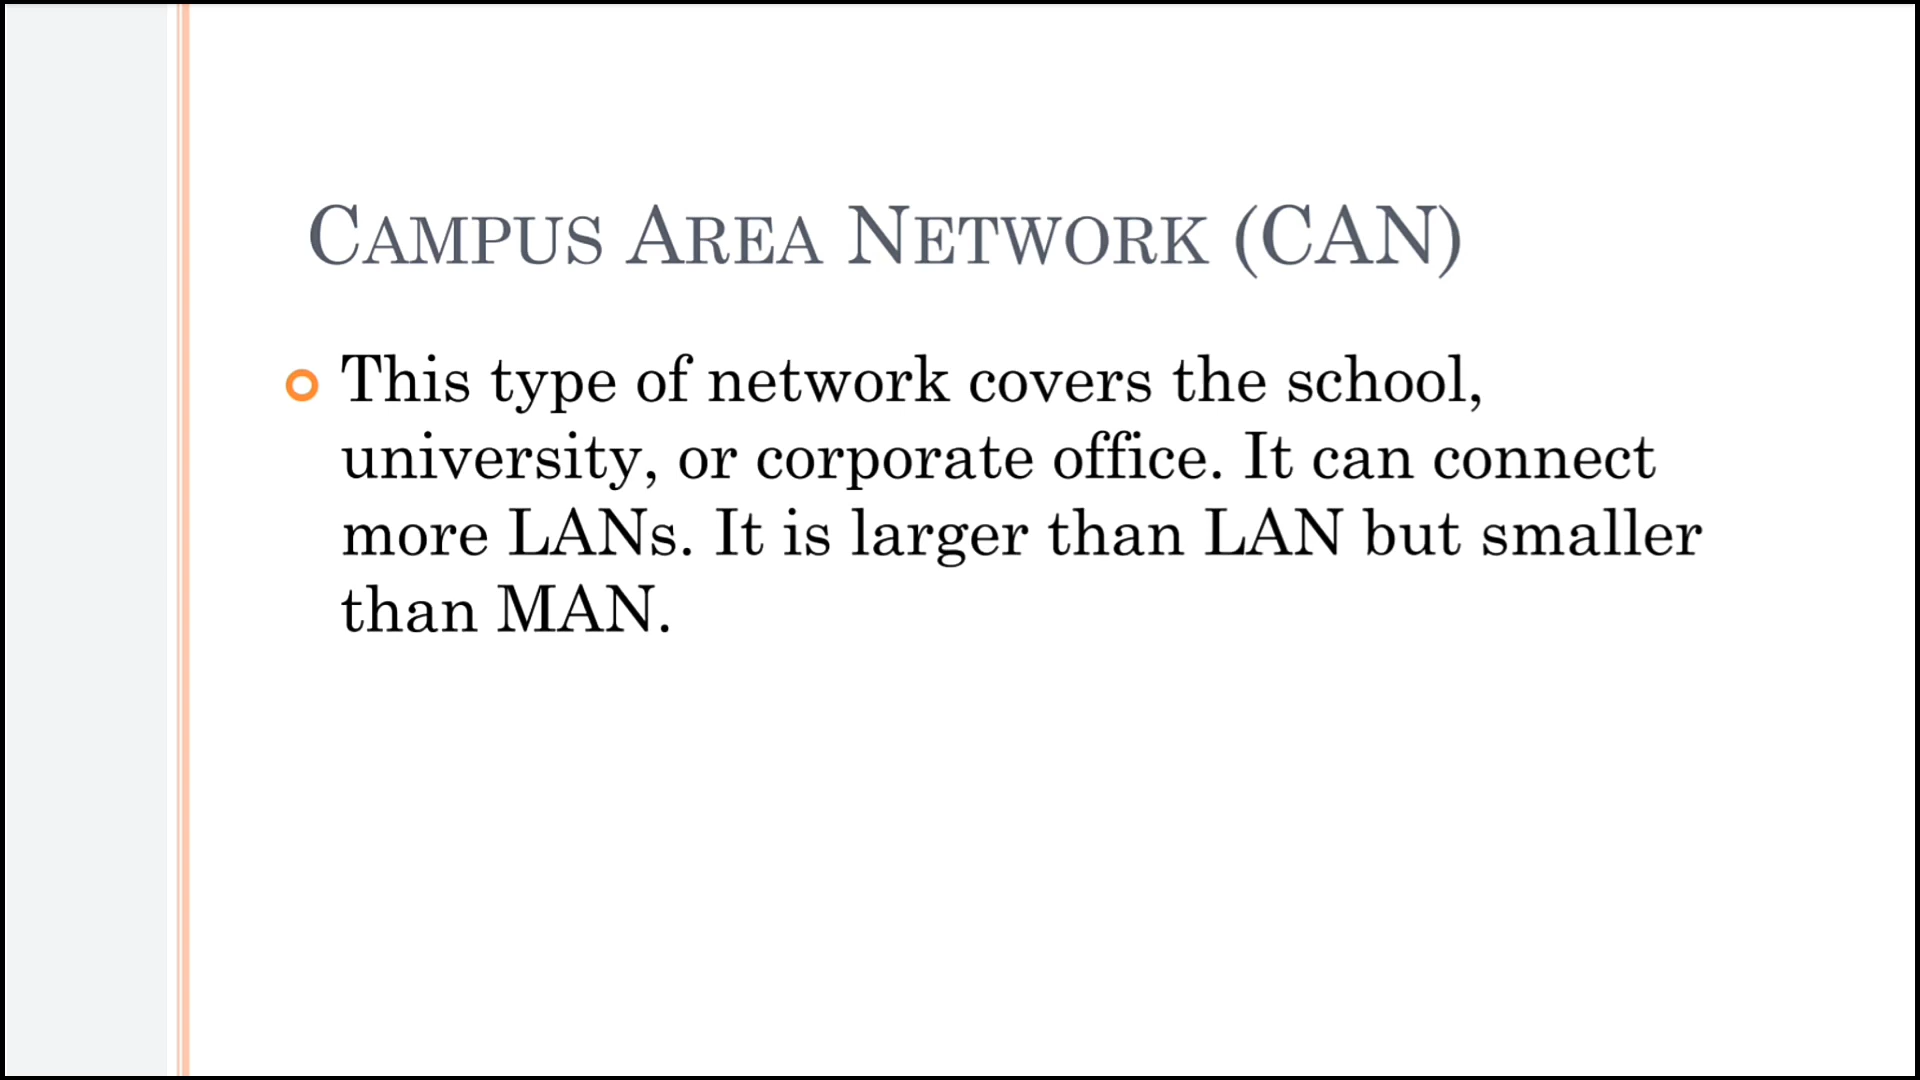 Campus Area Network (CAN)
This type of network covers the school,
university, or corporate office. It can connect
more LANs. It is larger than LAN but smaller
than MAN.